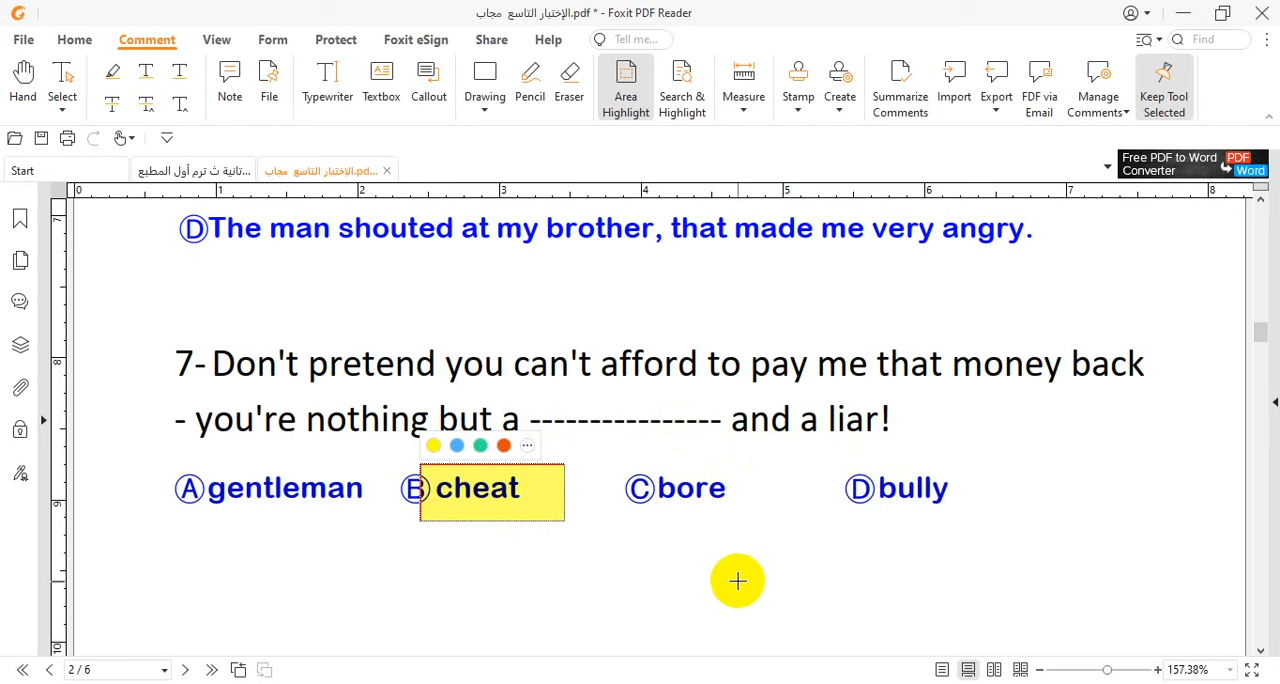 الإختبار التاسع مجاب.pdf * - Foxit PDF Reader
File Home Comment View Form Protect Foxit eSign Share Help Tell me... Find
Hand Select Note File Typewriter Textbox Callout Drawing Pencil Eraser Area Highlight Search & Highlight Measure Stamp Create Summarize Comments Import Export PDF via Email Manage Comments Keep Tool Selected
Start تانية ث ترم أول المطبع... الإختبار التاسع مجاب.pd... Free PDF to Word Converter PDF Word
0 1 2 3 4 5 6 7 8
7
8
9
10
ⒹThe man shouted at my brother, that made me very angry.
7- Don't pretend you can't afford to pay me that money back
- you're nothing but a ---------------- and a liar!
Ⓐgentleman Ⓑcheat Ⓒbore Ⓓbully
2 / 6 157.38%